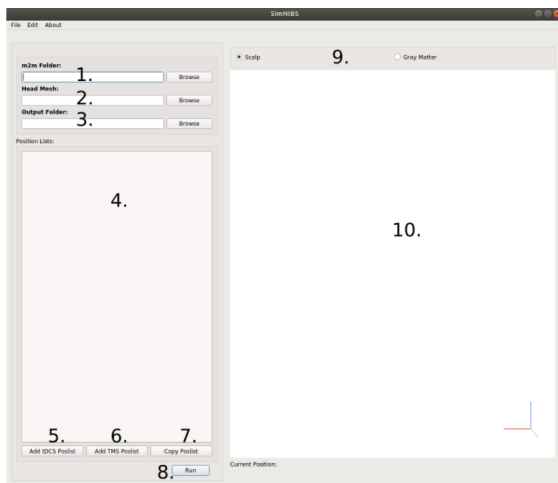 SimNIBS
File Edit About
m2m Folder:
1.
Browse
Head Mesh:
2.
Browse
Output Folder:
3.
Browse
Position Lists:
4.
5. 6. 7.
Add tDCS Poslist Add TMS Poslist Copy Poslist
8. Run
Scalp 9. Gray Matter
10.
Current Position: